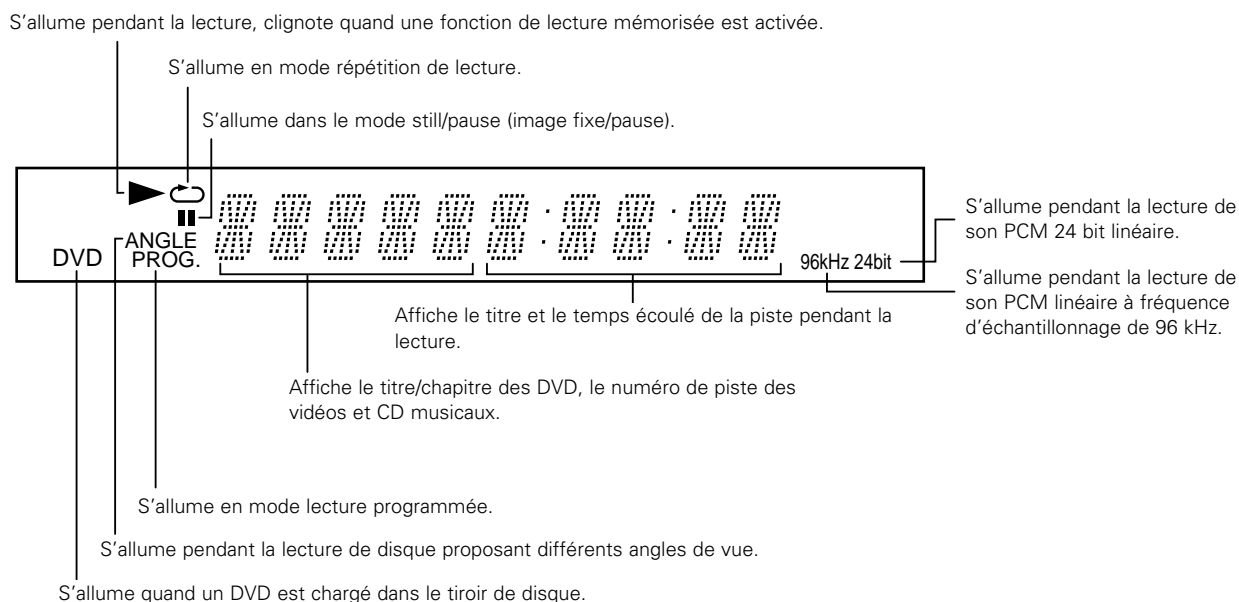 S'allume pendant la lecture, clignote quand une fonction de lecture mémorisée est activée.
S'allume en mode répétition de lecture.
S'allume dans le mode still/pause (image fixe/pause).
ANGLE
DVD PROG.
96kHz 24bit
S'allume pendant la lecture de
son PCM 24 bit linéaire.
S'allume pendant la lecture de
son PCM linéaire à fréquence
d'échantillonnage de 96 kHz.
Affiche le titre et le temps écoulé de la piste pendant la
lecture.
Affiche le titre/chapitre des DVD, le numéro de piste des
vidéos et CD musicaux.
S'allume en mode lecture programmée.
S'allume pendant la lecture de disque proposant différents angles de vue.
S'allume quand un DVD est chargé dans le tiroir de disque.